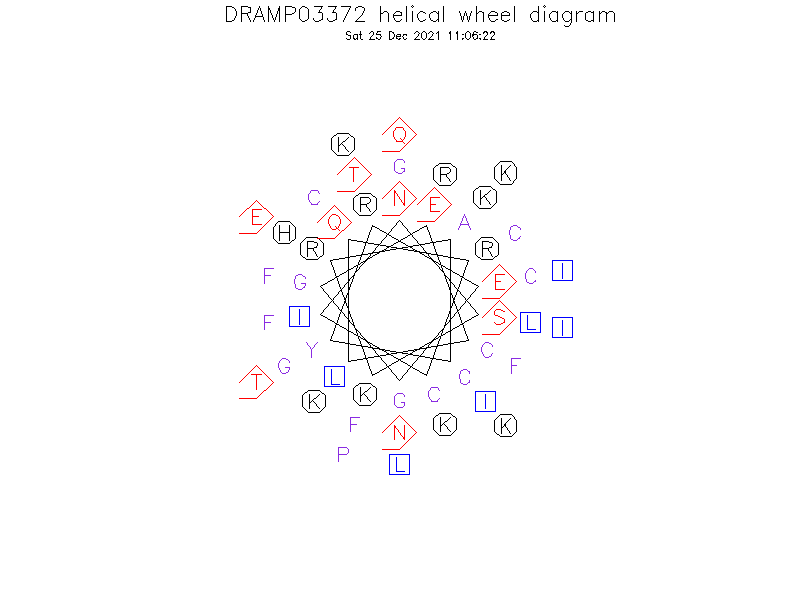 DRAMP03372 helical wheel diagram
Sat 25 Dec 2021 11:06:22
Q
K
G
T R K
C R N E K
E Q A
H R R C
F G E C I
F I S L I
Y C
G L C F
T K K G C I
F N K K
P L